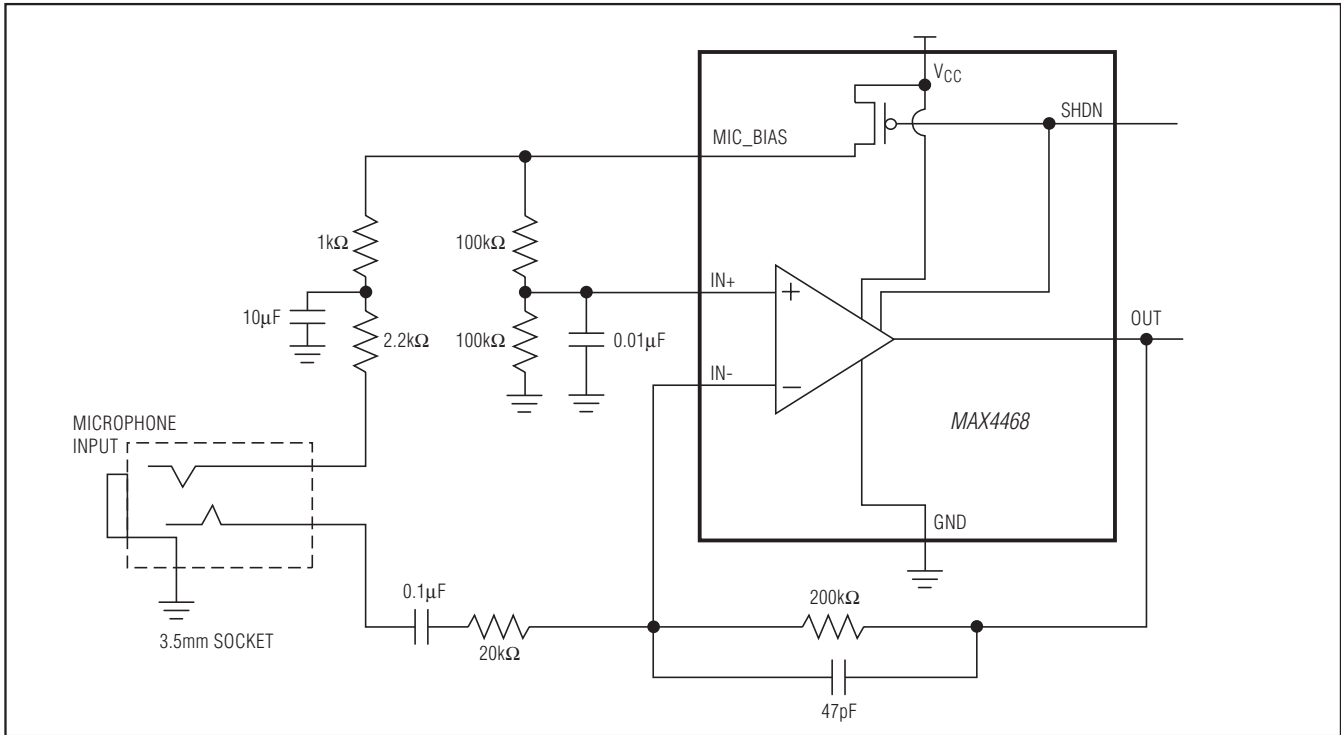 VCC
SHDN
MIC_BIAS
1kΩ
100kΩ
IN+
10µF
2.2kΩ
100kΩ
0.01µF
OUT
IN-
MAX4468
MICROPHONE
INPUT
GND
0.1µF
200kΩ
20kΩ
3.5mm SOCKET
47pF